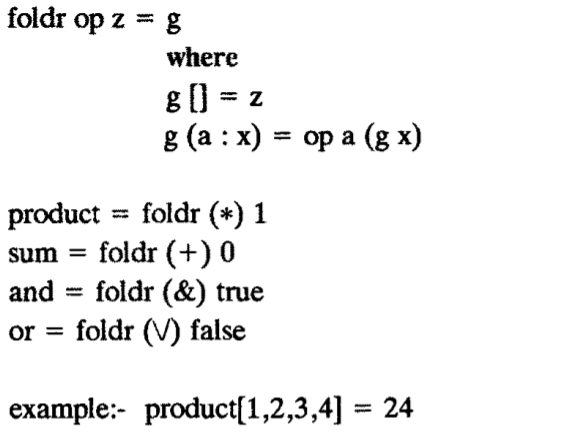 foldr op z = g
where
g [] = z
g (a : x) = op a (g x)
product = foldr (*) 1
sum = foldr (+) 0
and = foldr (&) true
or = foldr (\/) false
example:- product[1,2,3,4] = 24